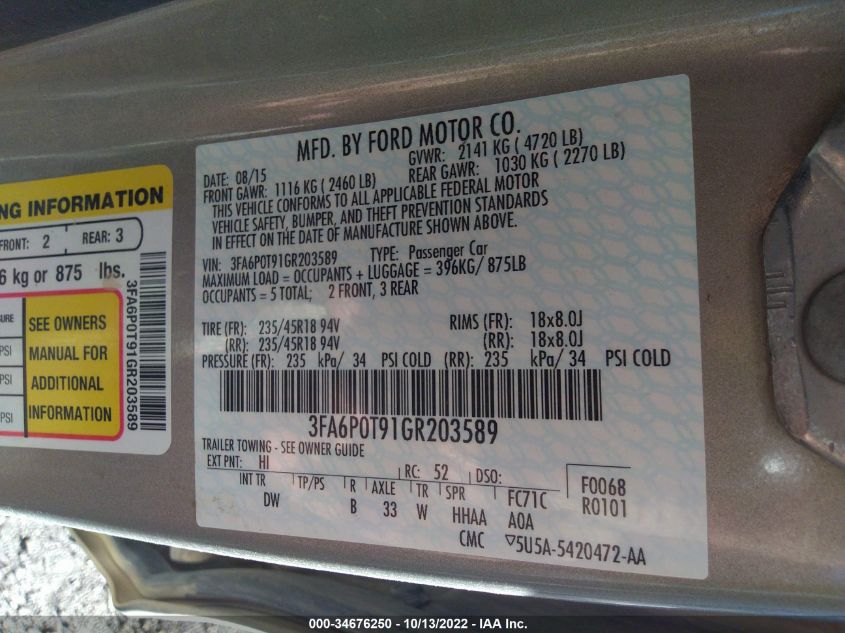 NG INFORMATION
FRONT: 2 REAR: 3
6 kg or 875 lbs.
SURE
PSI
PSI
PSI
SEE OWNERS
MANUAL FOR
ADDITIONAL
INFORMATION
3FA6P0T91GR203589
MFD. BY FORD MOTOR CO.
DATE: 08/15 GVWR: 2141 KG ( 4720 LB)
FRONT GAWR: 1116 KG ( 2460 LB) REAR GAWR: 1030 KG ( 2270 LB)
THIS VEHICLE CONFORMS TO ALL APPLICABLE FEDERAL MOTOR
VEHICLE SAFETY, BUMPER, AND THEFT PREVENTION STANDARDS
IN EFFECT ON THE DATE OF MANUFACTURE SHOWN ABOVE.
VIN: 3FA6P0T91GR203589 TYPE: Passenger Car
MAXIMUM LOAD = OCCUPANTS + LUGGAGE = 396KG/ 875LB
OCCUPANTS = 5 TOTAL; 2 FRONT, 3 REAR
TIRE (FR): 235/45R18 94V RIMS (FR): 18x8.0J
(RR): 235/45R18 94V (RR): 18x8.0J
PRESSURE (FR): 235 kPa/ 34 PSI COLD (RR): 235 kPa/ 34 PSI COLD
3FA6P0T91GR203589
TRAILER TOWING - SEE OWNER GUIDE
EXT PNT: HI RC: 52 DSO: F0068
INT TR TP/PS R AXLE TR SPR FC71C R0101
DW B 33 W HHAA A0A
CMC ▽5U5A-5420472-AA
000-34676250 - 10/13/2022 - IAA Inc.